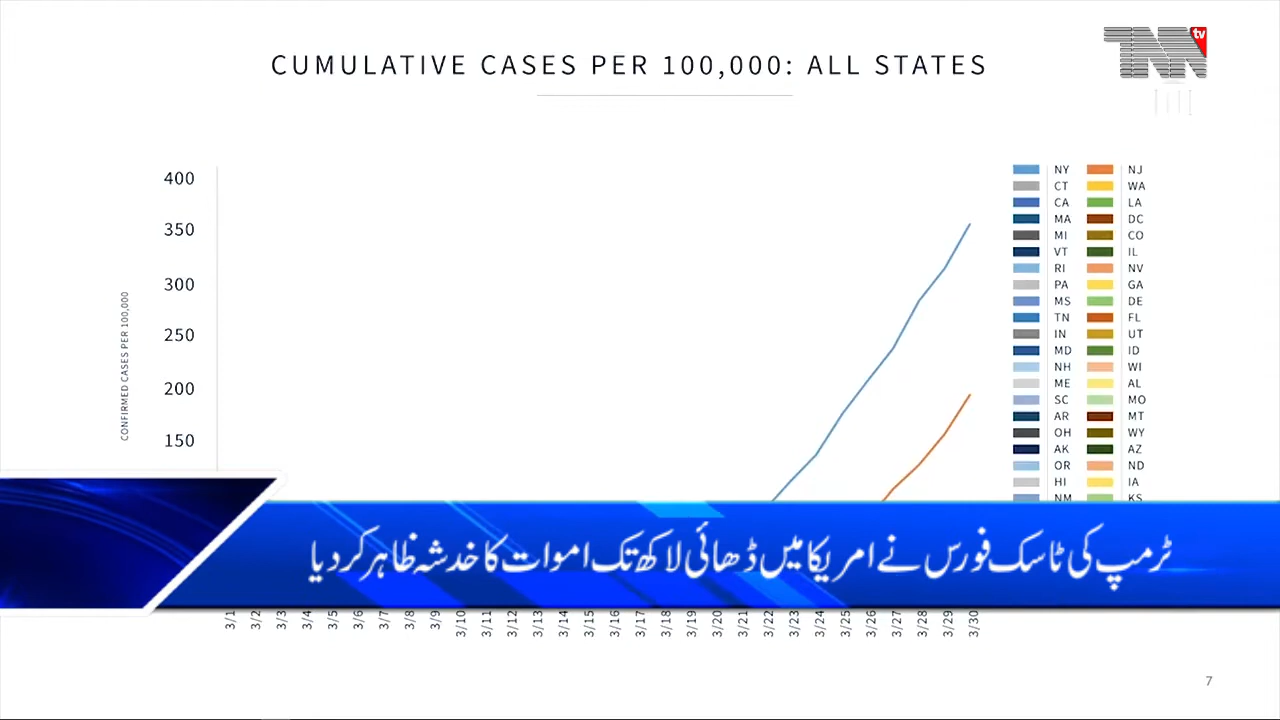 CUMULATIVE CASES PER 100,000: ALL STATES
TNN tv
400
350
300
250
200
150
CONFIRMED CASES PER 100,000
NY NJ
CT WA
CA LA
MA DC
MI CO
VT IL
RI NV
PA GA
MS DE
TN FL
IN UT
MD ID
NH WI
ME AL
SC MO
AR MT
OH WY
AK AZ
OR ND
HI IA
NM KS
ٹرمپ کی ٹاسک فورس نے امریکا میں ڈھائی لاکھ تک اموات کا خدشہ ظاہر کر دیا
3/1 3/2 3/3 3/4 3/5 3/6 3/7 3/8 3/9 3/10 3/11 3/12 3/13 3/14 3/15 3/16 3/17 3/18 3/19 3/20 3/21 3/22 3/23 3/24 3/25 3/26 3/27 3/28 3/29 3/30
7